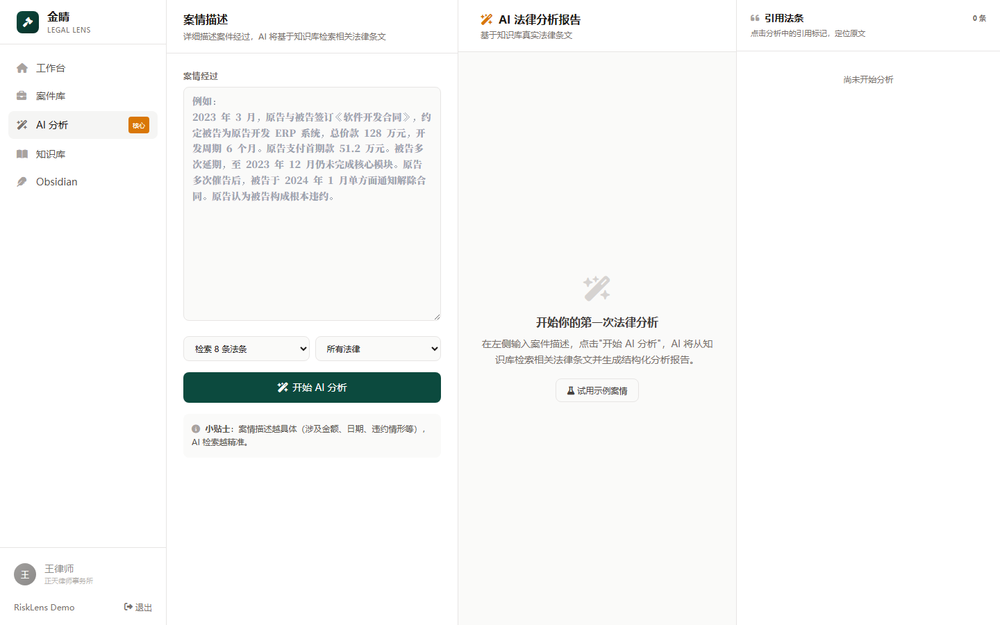 金睛
LEGAL LENS
工作台
案件库
AI 分析
核心
知识库
Obsidian
王
王律师
正天律师事务所
RiskLens Demo
退出
案情描述
详细描述案件经过，AI 将基于知识库检索相关法律条文
案情经过
例如：
2023 年 3 月，原告与被告签订《软件开发合同》，约
定被告为原告开发 ERP 系统，总价款 128 万元，开
发周期 6 个月。原告支付首期款 51.2 万元。被告多
次延期，至 2023 年 12 月仍未完成核心模块。原告
多次催告后，被告于 2024 年 1 月单方面通知解除合
同。原告认为被告构成根本违约。
检索 8 条法条
所有法律
开始 AI 分析
小贴士：案情描述越具体（涉及金额、日期、违约情形等），
AI 检索越精准。
AI 法律分析报告
基于知识库真实法律条文
开始你的第一次法律分析
在左侧输入案件描述，点击"开始 AI 分析"，AI 将从知
识库检索相关法律条文并生成结构化分析报告。
试用示例案情
引用法条
0 条
点击分析中的引用标记，定位原文
尚未开始分析